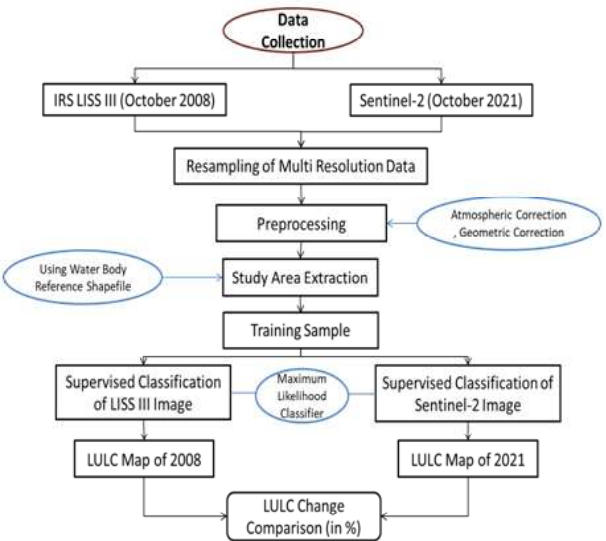 Data
Collection
IRS LISS III (October 2008)
Sentinel-2 (October 2021)
Resampling of Multi Resolution Data
Preprocessing
Atmospheric Correction
, Geometric Correction
Using Water Body
Reference Shapefile
Study Area Extraction
Training Sample
Supervised Classification
of LISS III Image
Maximum
Likelihood
Classifier
Supervised Classification of
Sentinel-2 Image
LULC Map of 2008
LULC Map of 2021
LULC Change
Comparison (in %)